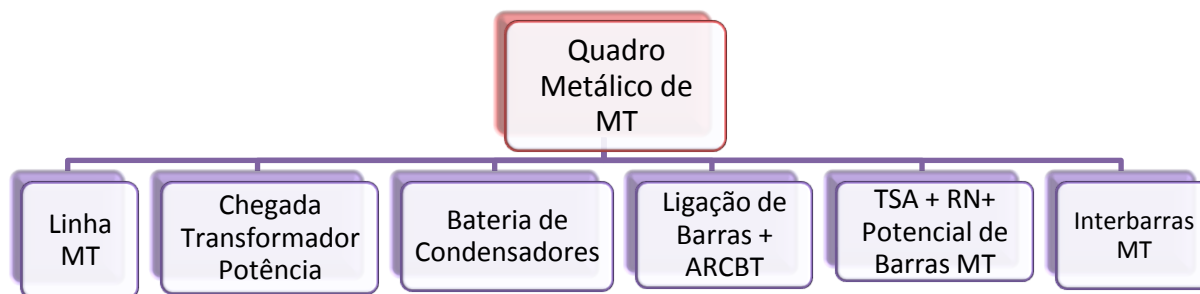 Quadro
Metálico de
MT
Linha
MT
Chegada
Transformador
Potência
Bateria de
Condensadores
Ligação de
Barras +
ARCBT
TSA + RN+
Potencial de
Barras MT
Interbarras
MT